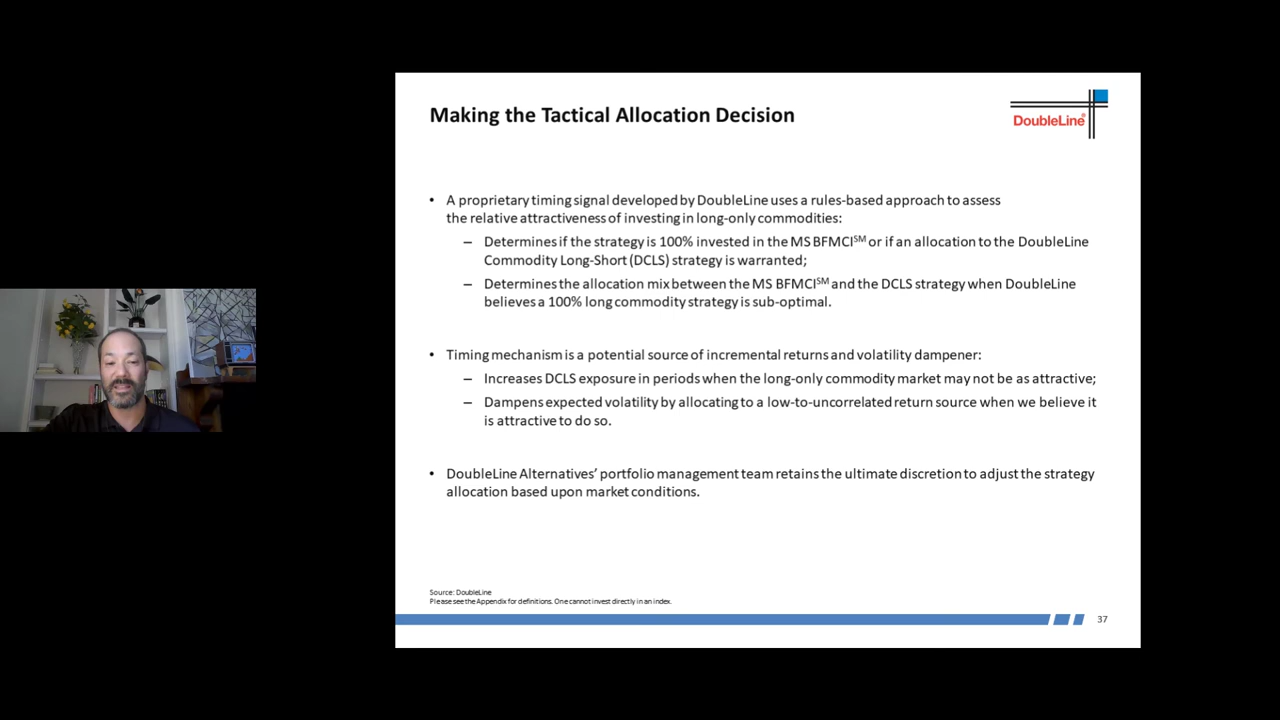 Making the Tactical Allocation Decision
DoubleLine®
• A proprietary timing signal developed by DoubleLine uses a rules-based approach to assess
the relative attractiveness of investing in long-only commodities:
– Determines if the strategy is 100% invested in the MS BFMCI℠ or if an allocation to the DoubleLine
Commodity Long-Short (DCLS) strategy is warranted;
– Determines the allocation mix between the MS BFMCI℠ and the DCLS strategy when DoubleLine
believes a 100% long commodity strategy is sub-optimal.
• Timing mechanism is a potential source of incremental returns and volatility dampener:
– Increases DCLS exposure in periods when the long-only commodity market may not be as attractive;
– Dampens expected volatility by allocating to a low-to-uncorrelated return source when we believe it
is attractive to do so.
• DoubleLine Alternatives’ portfolio management team retains the ultimate discretion to adjust the strategy
allocation based upon market conditions.
Source: DoubleLine
Please see the Appendix for definitions. One cannot invest directly in an index.
37